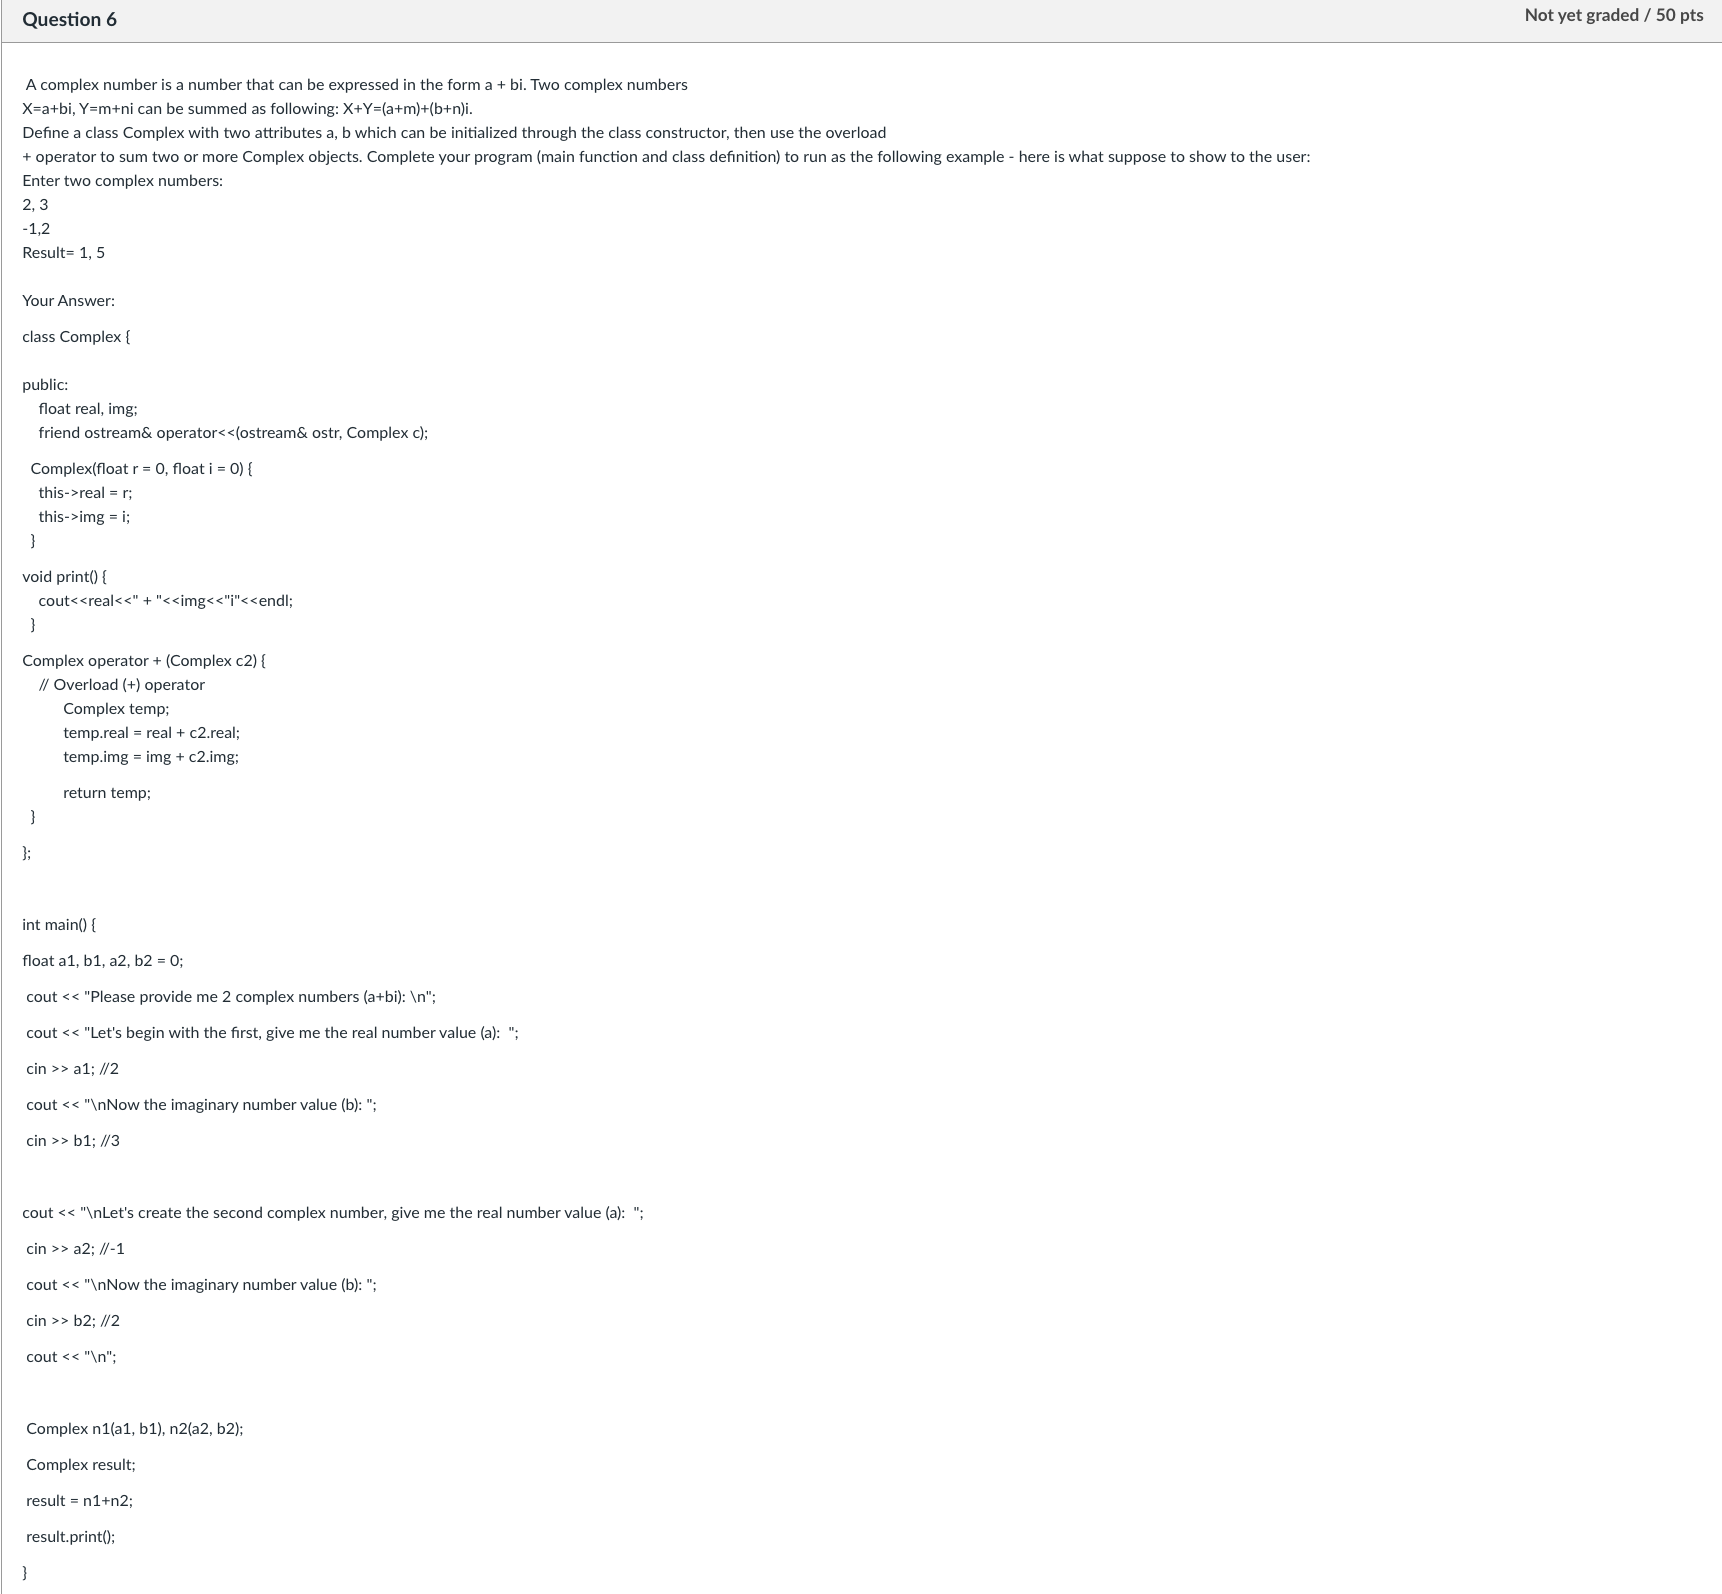 Question 6
Not yet graded / 50 pts
A complex number is a number that can be expressed in the form a + bi. Two complex numbers
X=a+bi, Y=m+ni can be summed as following: X+Y=(a+m)+(b+n)i.
Define a class Complex with two attributes a, b which can be initialized through the class constructor, then use the overload
+ operator to sum two or more Complex objects. Complete your program (main function and class definition) to run as the following example - here is what suppose to show to the user:
Enter two complex numbers:
2, 3
-1,2
Result= 1, 5
Your Answer:
class Complex {
public:
float real, img;
friend ostream& operator<<(ostream& ostr, Complex c);
Complex(float r = 0, float i = 0) {
this->real = r;
this->img = i;
}
void print() {
cout<<real<<" + "<<img<<"i"<<endl;
}
Complex operator + (Complex c2) {
// Overload (+) operator
Complex temp;
temp.real = real + c2.real;
temp.img = img + c2.img;
return temp;
}
};
int main() {
float a1, b1, a2, b2 = 0;
cout << "Please provide me 2 complex numbers (a+bi): \n";
cout << "Let's begin with the first, give me the real number value (a):  ";
cin >> a1; //2
cout << "\nNow the imaginary number value (b): ";
cin >> b1; //3
cout << "\nLet's create the second complex number, give me the real number value (a):  ";
cin >> a2; //-1
cout << "\nNow the imaginary number value (b): ";
cin >> b2; //2
cout << "\n";
Complex n1(a1, b1), n2(a2, b2);
Complex result;
result = n1+n2;
result.print();
}